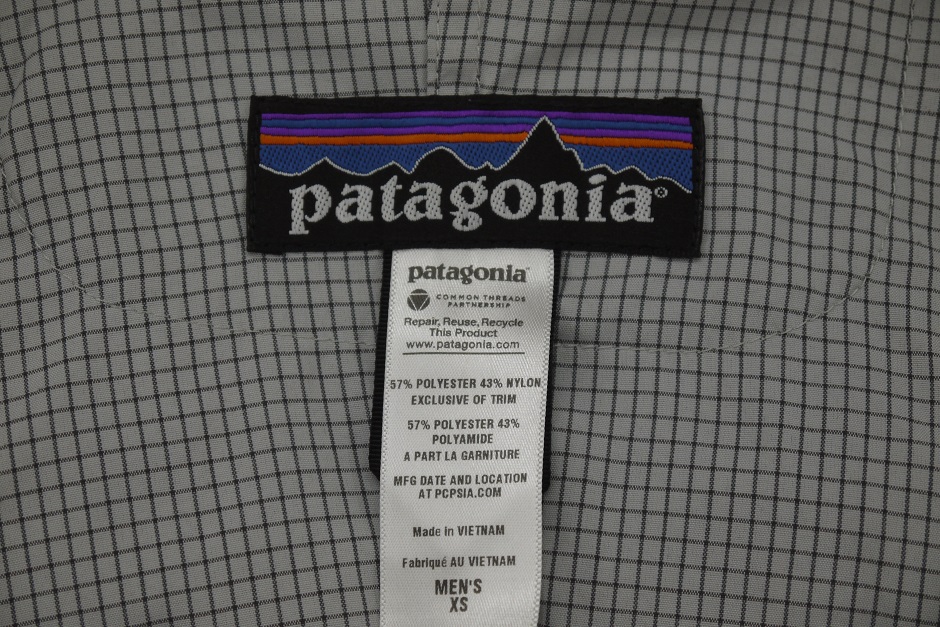 patagonia®
patagonia®
COMMON THREADS
PARTNERSHIP
Repair, Reuse, Recycle
This Product
www.patagonia.com
57% POLYESTER 43% NYLON
EXCLUSIVE OF TRIM
57% POLYESTER 43%
POLYAMIDE
A PART LA GARNITURE
MFG DATE AND LOCATION
AT PCPSIA.COM
Made in VIETNAM
Fabriqué AU VIETNAM
MEN'S
XS